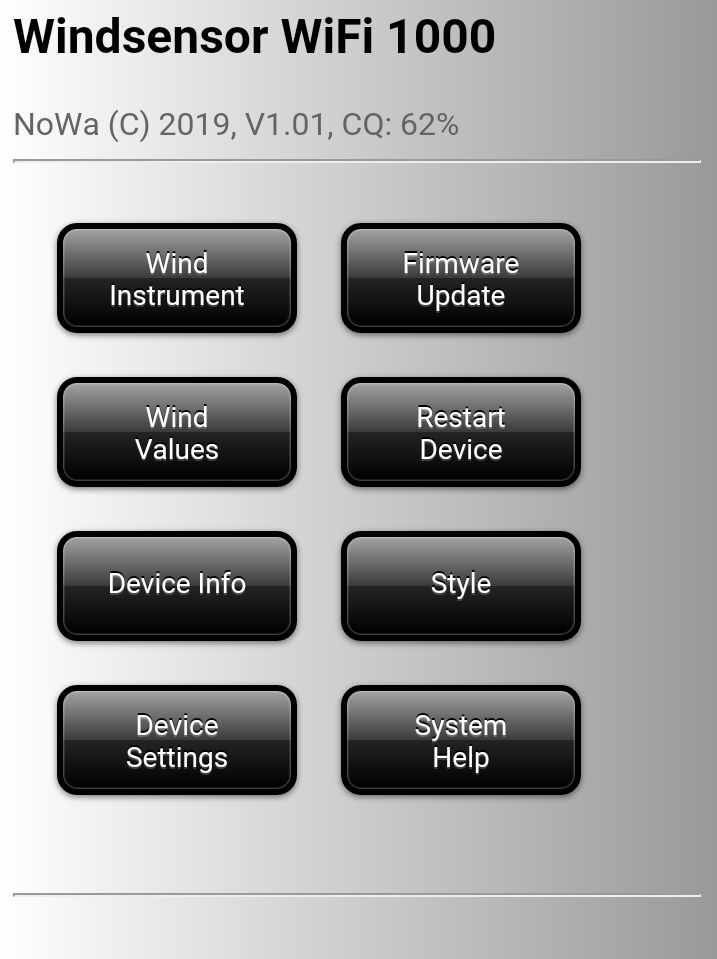 Windsensor WiFi 1000
NoWa (C) 2019, V1.01, CQ: 62%
Wind
Instrument
Firmware
Update
Wind
Values
Restart
Device
Device Info
Style
Device
Settings
System
Help